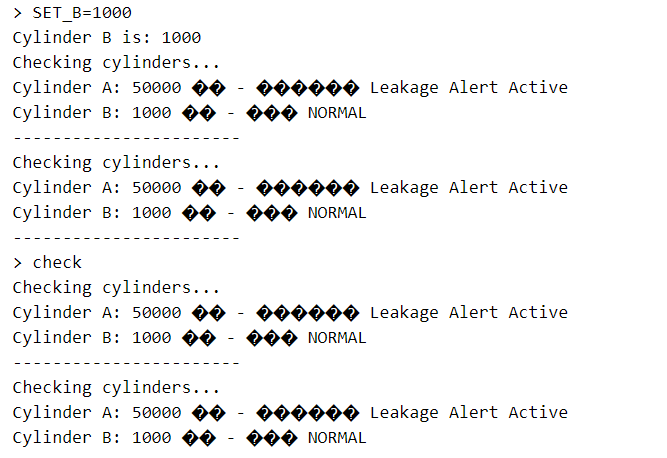 > SET_B=1000
Cylinder B is: 1000
Checking cylinders...
Cylinder A: 50000 �� - ������ Leakage Alert Active
Cylinder B: 1000 �� - ��� NORMAL
-----------------------
Checking cylinders...
Cylinder A: 50000 �� - ������ Leakage Alert Active
Cylinder B: 1000 �� - ��� NORMAL
-----------------------
> check
Checking cylinders...
Cylinder A: 50000 �� - ������ Leakage Alert Active
Cylinder B: 1000 �� - ��� NORMAL
-----------------------
Checking cylinders...
Cylinder A: 50000 �� - ������ Leakage Alert Active
Cylinder B: 1000 �� - ��� NORMAL